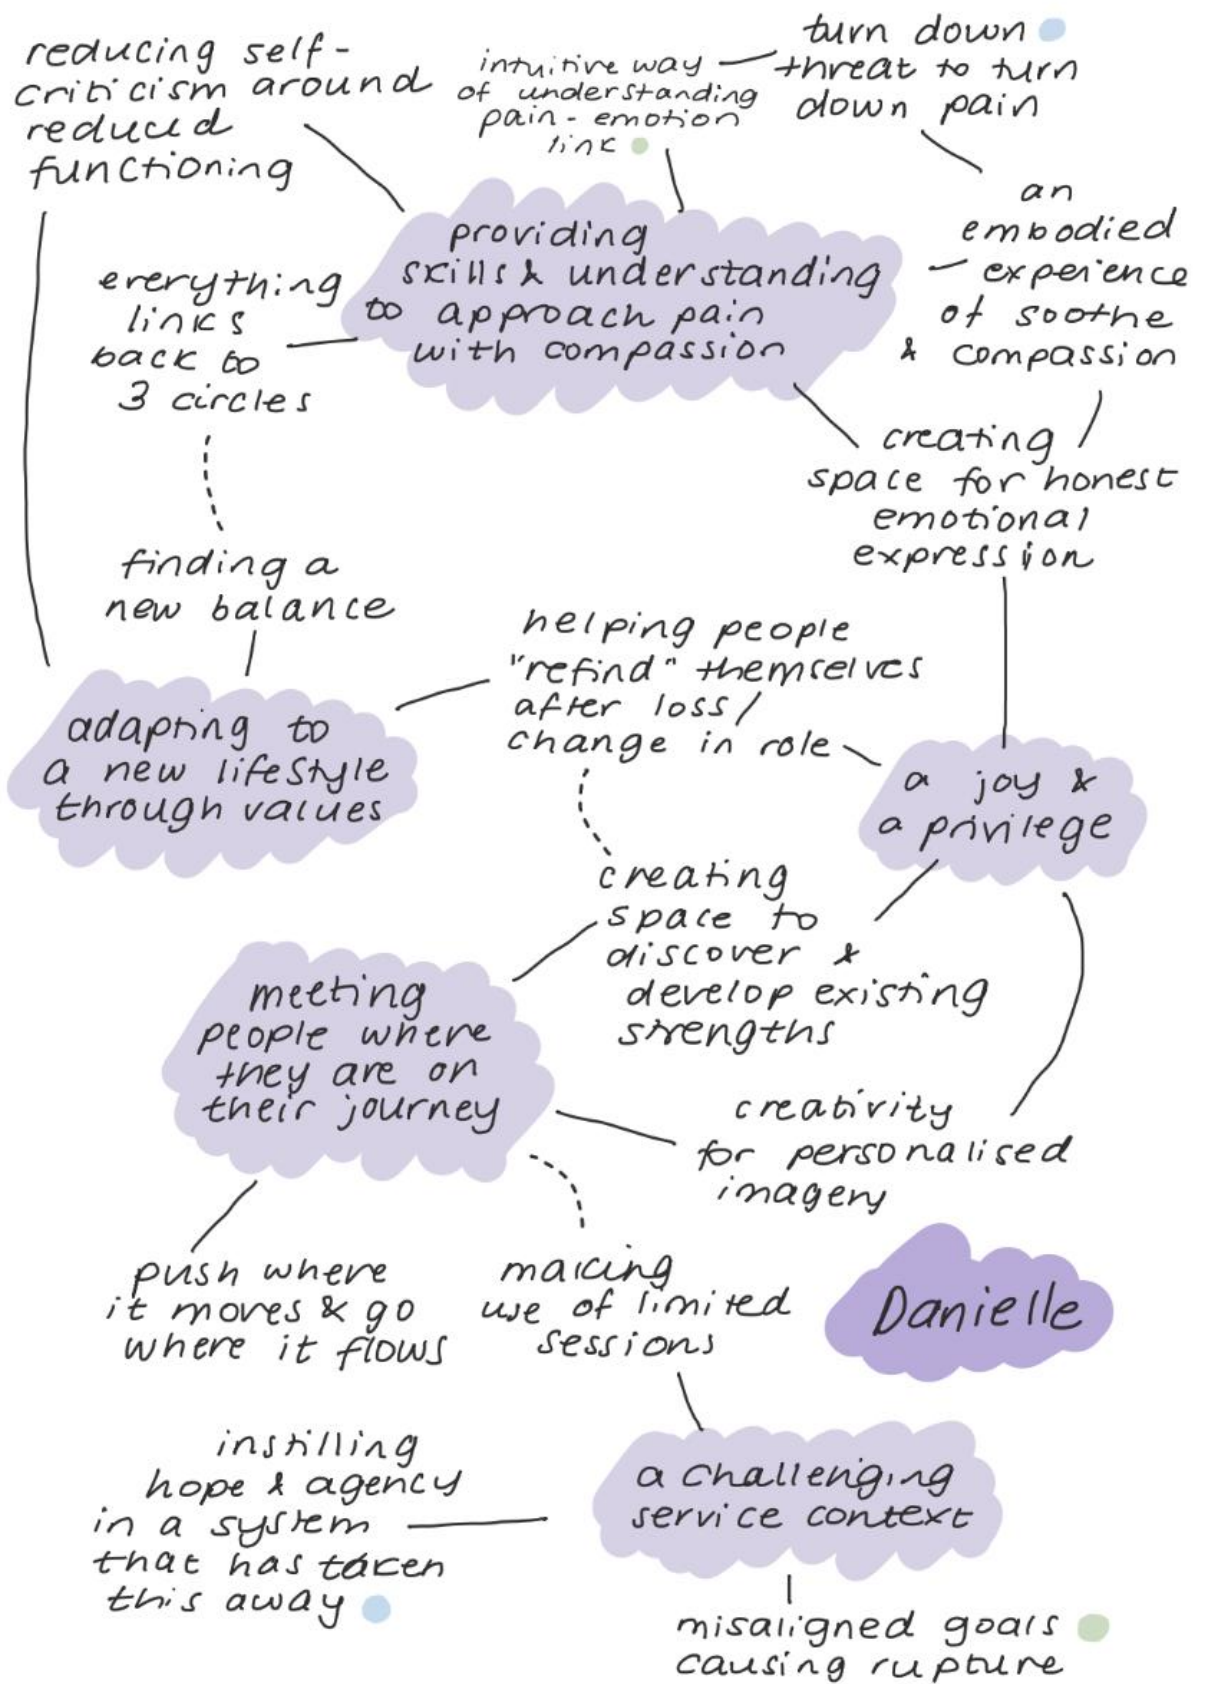 reducing self-
criticism around
reduced
functioning
intuitive way
of understanding
pain-emotion
link
turn down
threat to turn
down pain
an
embodied
experience
of soothe
& compassion
providing
skills & understanding
to approach pain
with compassion
everything
links
back to
3 circles
creating
space for honest
emotional
expression
finding a
new balance
helping people
"refind" themselves
after loss/
change in role
adapting to
a new lifestyle
through values
a joy &
a privilege
creating
space to
discover &
develop existing
strengths
meeting
people where
they are on
their journey
creativity
for personalised
imagery
push where
it moves & go
where it flows
making
use of limited
sessions
Danielle
instilling
hope & agency
in a system
that has taken
this away
a challenging
service context
misaligned goals
causing rupture